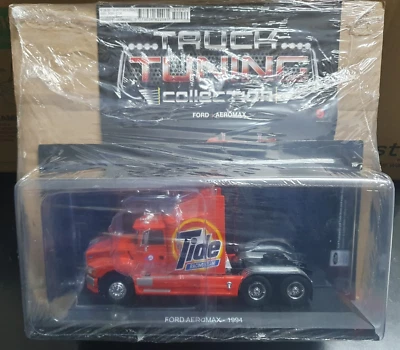 TRUCK
TUNING
collection
FORD - AEROMAX
Tide
FORD AEROMAX - 1994